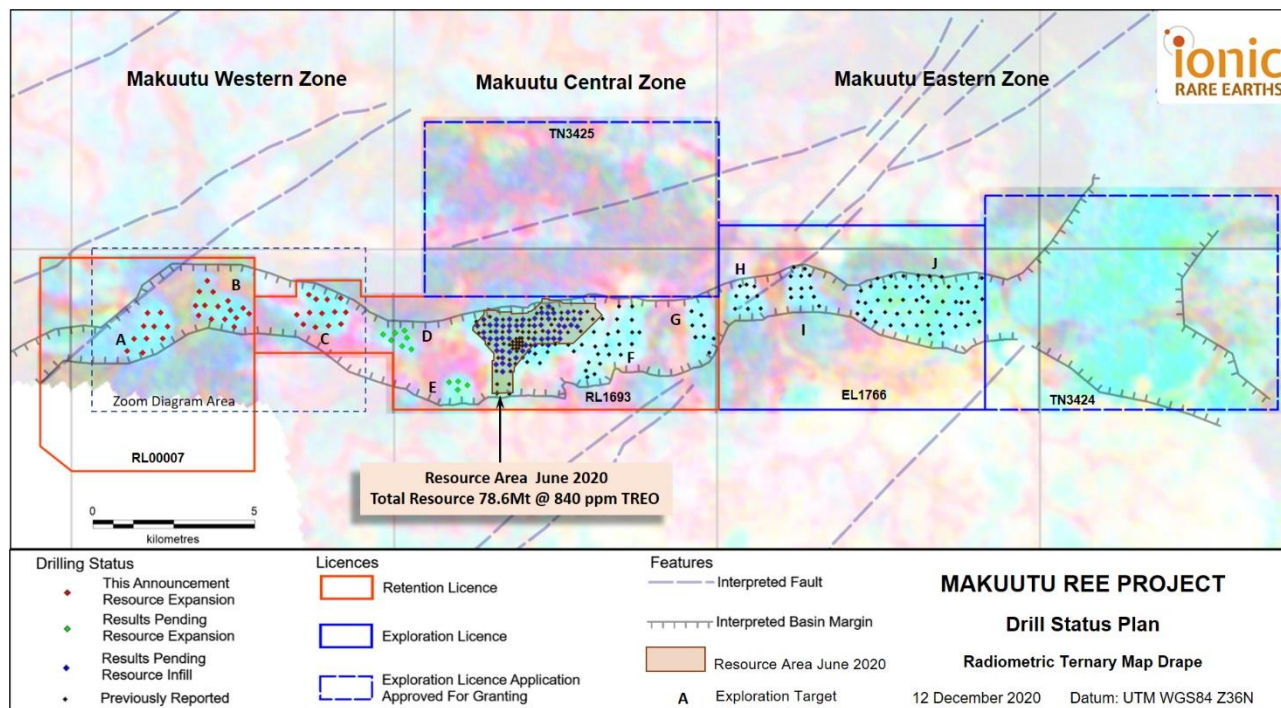 Makuutu Western Zone
Makuutu Central Zone
Makuutu Eastern Zone
ionic
RARE EARTHS
TN3425
A
B
C
D
E
F
G
H
I
J
Zoom Diagram Area
RL00007
RL1693
EL1766
TN3424
Resource Area June 2020
Total Resource 78.6Mt @ 840 ppm TREO
0
5
kilometres
Drilling Status
This Announcement
Resource Expansion
Results Pending
Resource Expansion
Results Pending
Resource Infill
Previously Reported
Licences
Retention Licence
Exploration Licence
Exploration Licence Application
Approved For Granting
Features
Interpreted Fault
Interpreted Basin Margin
Resource Area June 2020
A Exploration Target
MAKUUTU REE PROJECT
Drill Status Plan
Radiometric Ternary Map Drape
12 December 2020 Datum: UTM WGS84 Z36N